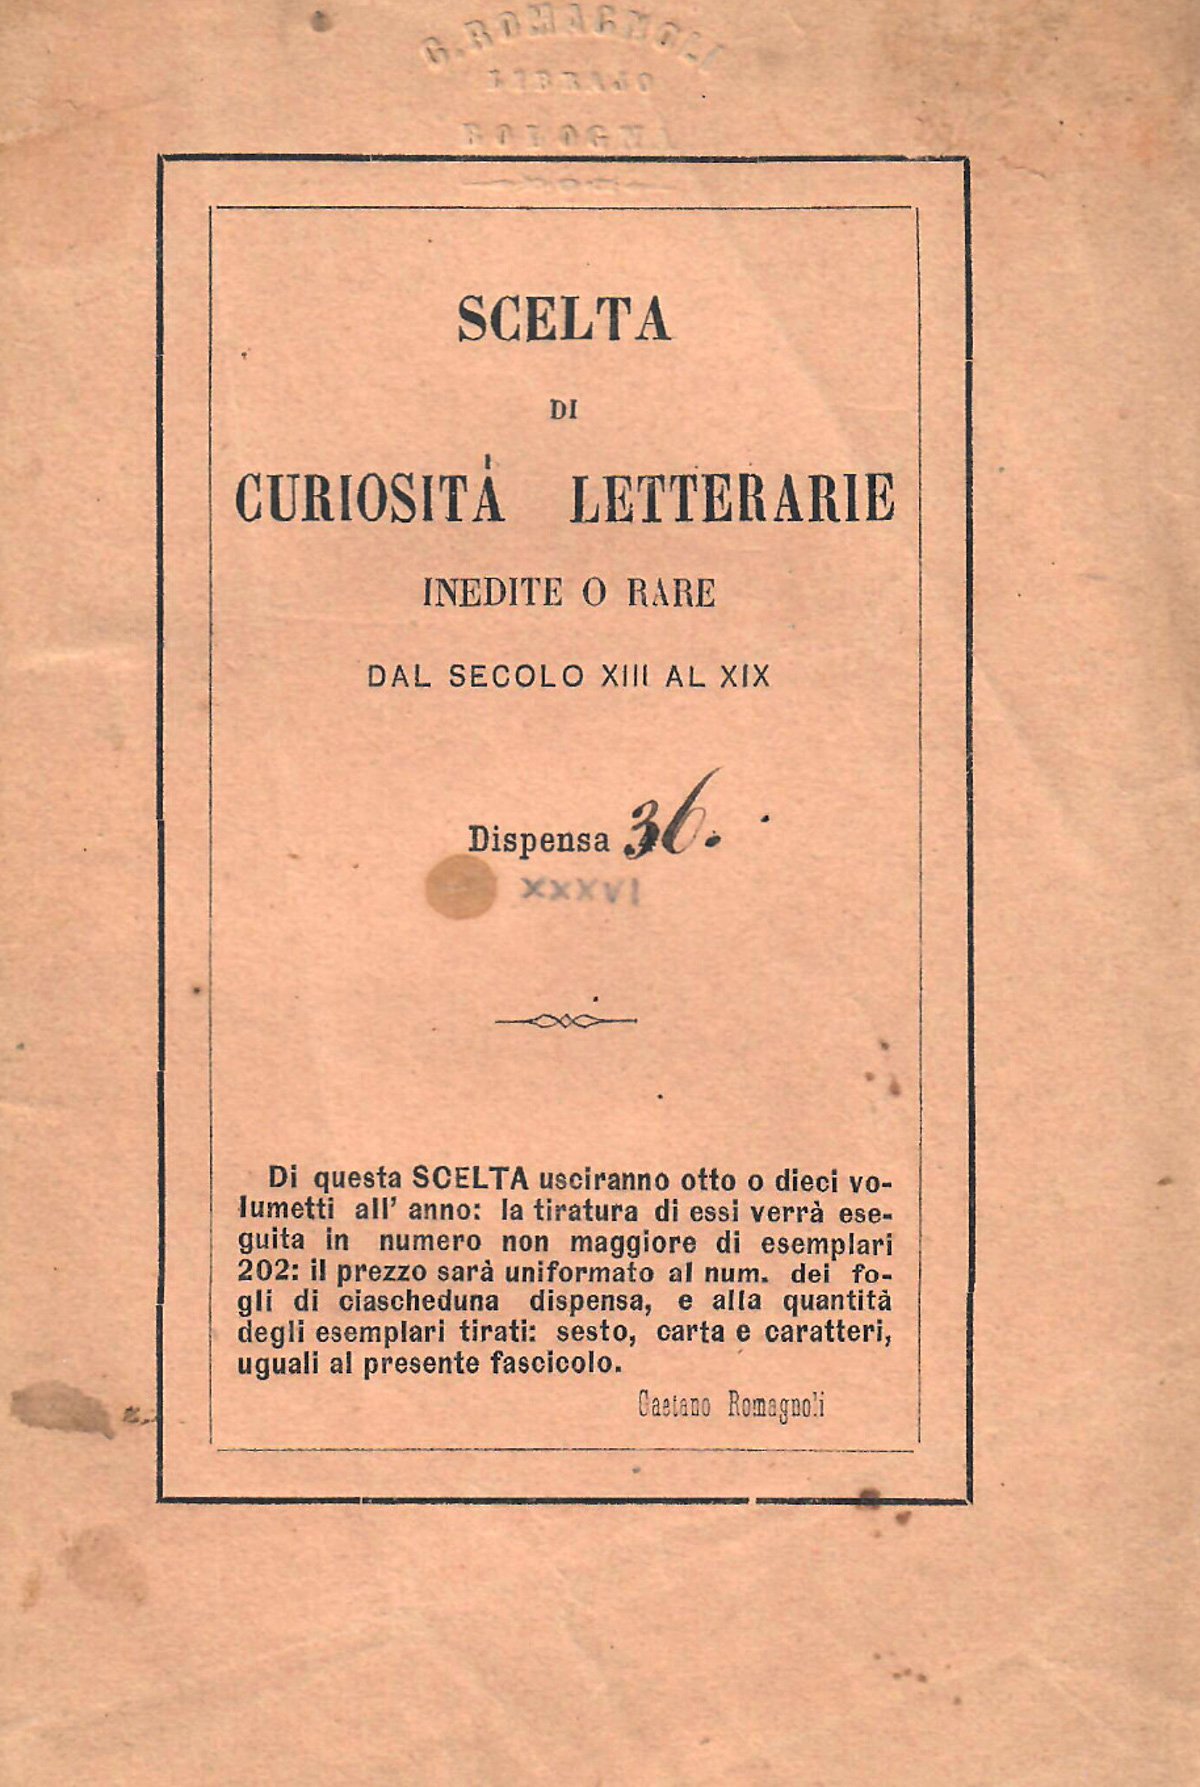 G. ROMAGNOLI
LIBRAJO
BOLOGNA
SCELTA
DI
CURIOSITÀ LETTERARIE
INEDITE O RARE
DAL SECOLO XIII AL XIX
Dispensa 36.
XXXVI
Di questa SCELTA usciranno otto o dieci vo-
lumetti all' anno: la tiratura di essi verrà ese-
guita in numero non maggiore di esemplari
202: il prezzo sarà uniformato al num. dei fo-
gli di ciascheduna dispensa, e alla quantità
degli esemplari tirati: sesto, carta e caratteri,
uguali al presente fascicolo.
Gaetano Romagnoli